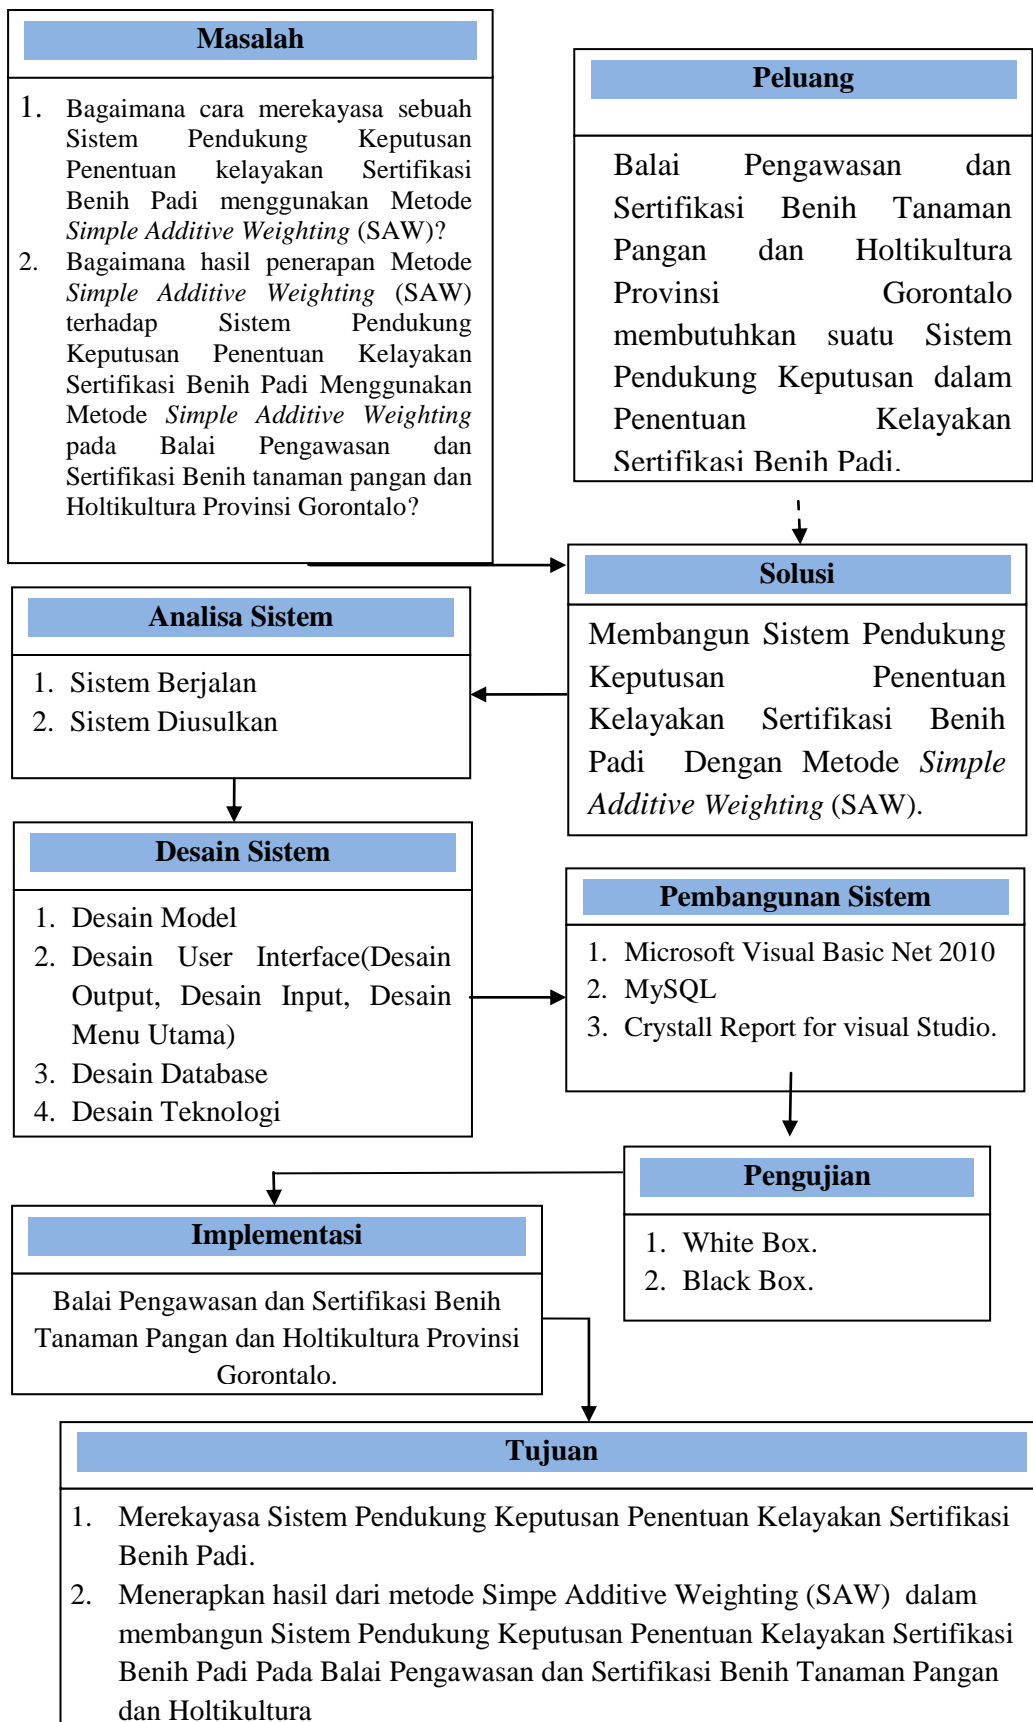 Masalah
1. Bagaimana cara merekayasa sebuah
Sistem Pendukung Keputusan
Penentuan kelayakan Sertifikasi
Benih Padi menggunakan Metode
Simple Additive Weighting (SAW)?
2. Bagaimana hasil penerapan Metode
Simple Additive Weighting (SAW)
terhadap Sistem Pendukung
Keputusan Penentuan Kelayakan
Sertifikasi Benih Padi Menggunakan
Metode Simple Additive Weighting
pada Balai Pengawasan dan
Sertifikasi Benih tanaman pangan dan
Holtikultura Provinsi Gorontalo?
Peluang
Balai Pengawasan dan
Sertifikasi Benih Tanaman
Pangan dan Holtikultura
Provinsi Gorontalo
membutuhkan suatu Sistem
Pendukung Keputusan dalam
Penentuan Kelayakan
Sertifikasi Benih Padi.
Solusi
Membangun Sistem Pendukung
Keputusan Penentuan
Kelayakan Sertifikasi Benih
Padi Dengan Metode Simple
Additive Weighting (SAW).
Analisa Sistem
1. Sistem Berjalan
2. Sistem Diusulkan
Desain Sistem
1. Desain Model
2. Desain User Interface(Desain
Output, Desain Input, Desain
Menu Utama)
3. Desain Database
4. Desain Teknologi
Pembangunan Sistem
1. Microsoft Visual Basic Net 2010
2. MySQL
3. Crystall Report for visual Studio.
Pengujian
1. White Box.
2. Black Box.
Implementasi
Balai Pengawasan dan Sertifikasi Benih
Tanaman Pangan dan Holtikultura Provinsi
Gorontalo.
Tujuan
1. Merekayasa Sistem Pendukung Keputusan Penentuan Kelayakan Sertifikasi
Benih Padi.
2. Menerapkan hasil dari metode Simpe Additive Weighting (SAW) dalam
membangun Sistem Pendukung Keputusan Penentuan Kelayakan Sertifikasi
Benih Padi Pada Balai Pengawasan dan Sertifikasi Benih Tanaman Pangan
dan Holtikultura